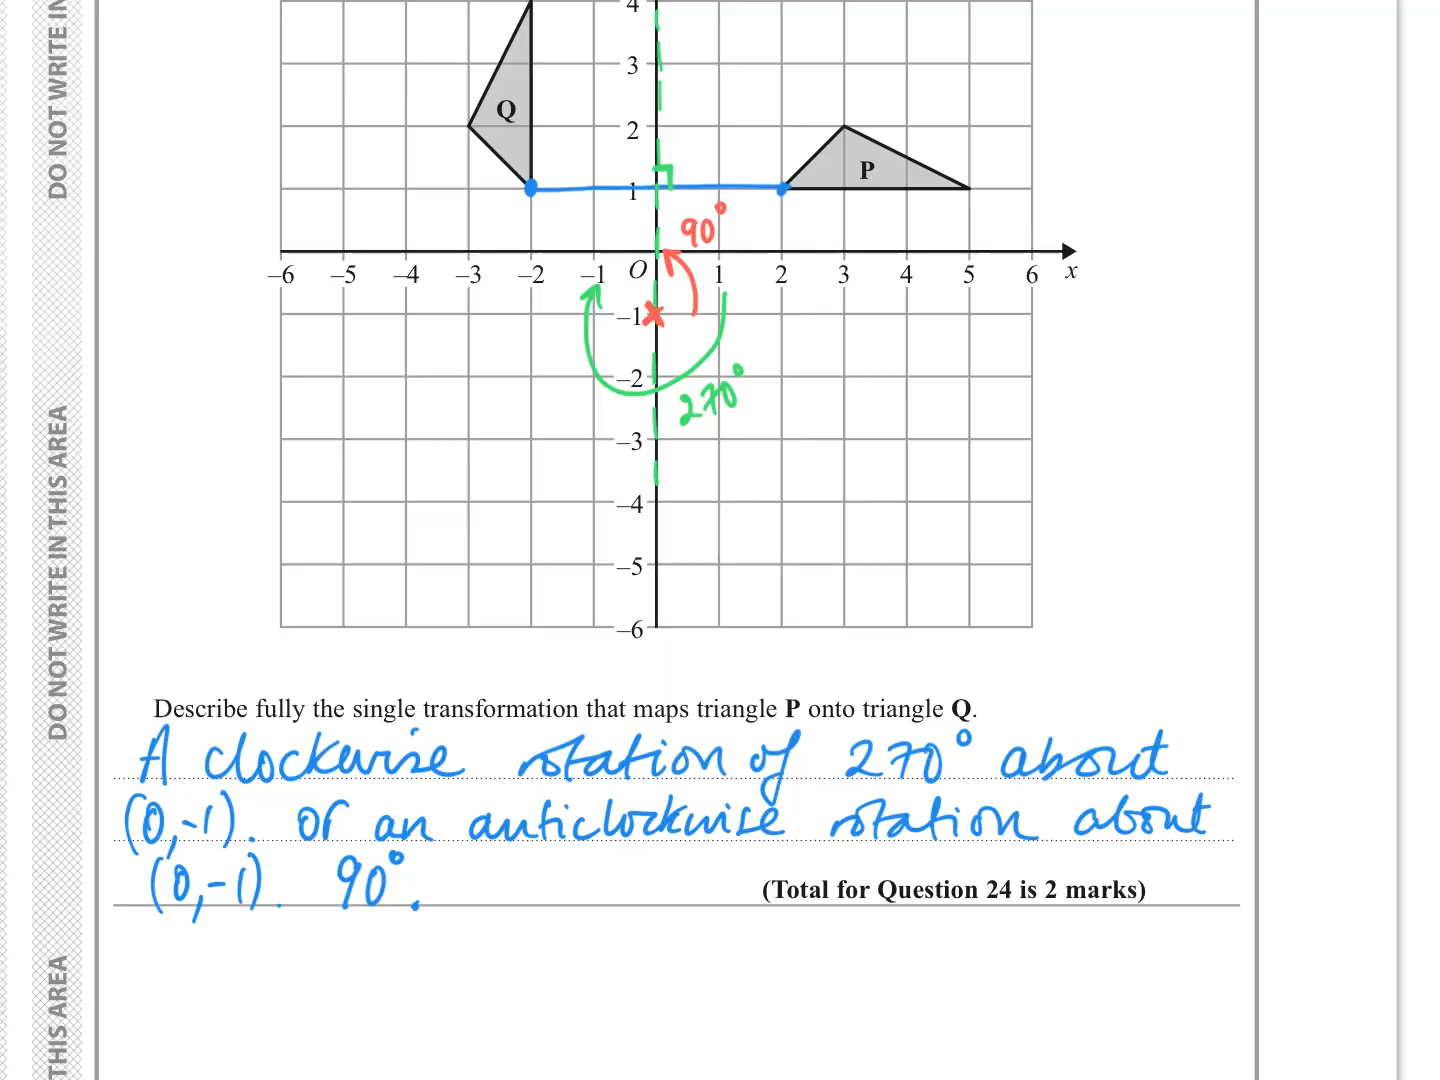 DO NOT WRITE IN
4
3
Q
2
P
1
90°
−6 −5 −4 −3 −2 −1 O 1 2 3 4 5 6 x
−1
−2
270°
−3
DO NOT WRITE IN THIS AREA
−4
−5
−6
Describe fully the single transformation that maps triangle P onto triangle Q.
A clockwise rotation of 270° about
(0,-1). or an anticlockwise rotation about
(0,-1). 90°.
(Total for Question 24 is 2 marks)
THIS AREA